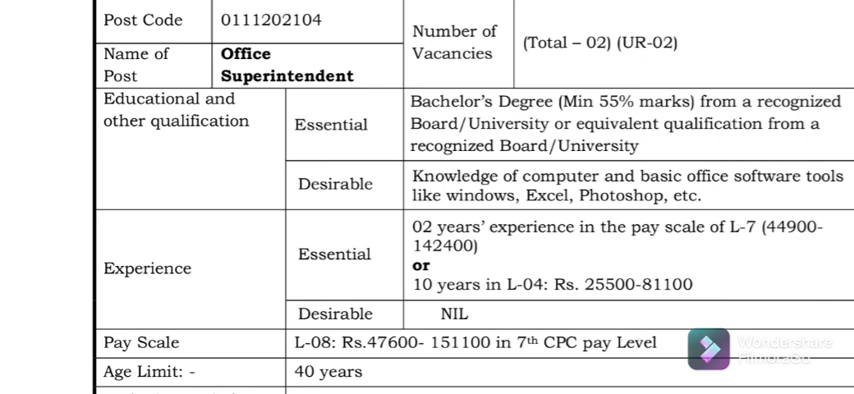 Post Code 0111202104
Number of
Vacancies
(Total – 02) (UR-02)
Name of
Post
Office
Superintendent
Educational and
other qualification
Essential
Bachelor's Degree (Min 55% marks) from a recognized
Board/University or equivalent qualification from a
recognized Board/University
Desirable
Knowledge of computer and basic office software tools
like windows, Excel, Photoshop, etc.
Experience
Essential
02 years' experience in the pay scale of L-7 (44900-
142400)
or
10 years in L-04: Rs. 25500-81100
Desirable NIL
Pay Scale L-08: Rs.47600- 151100 in 7th CPC pay Level
Wondershare
FilmoraGo
Age Limit: - 40 years